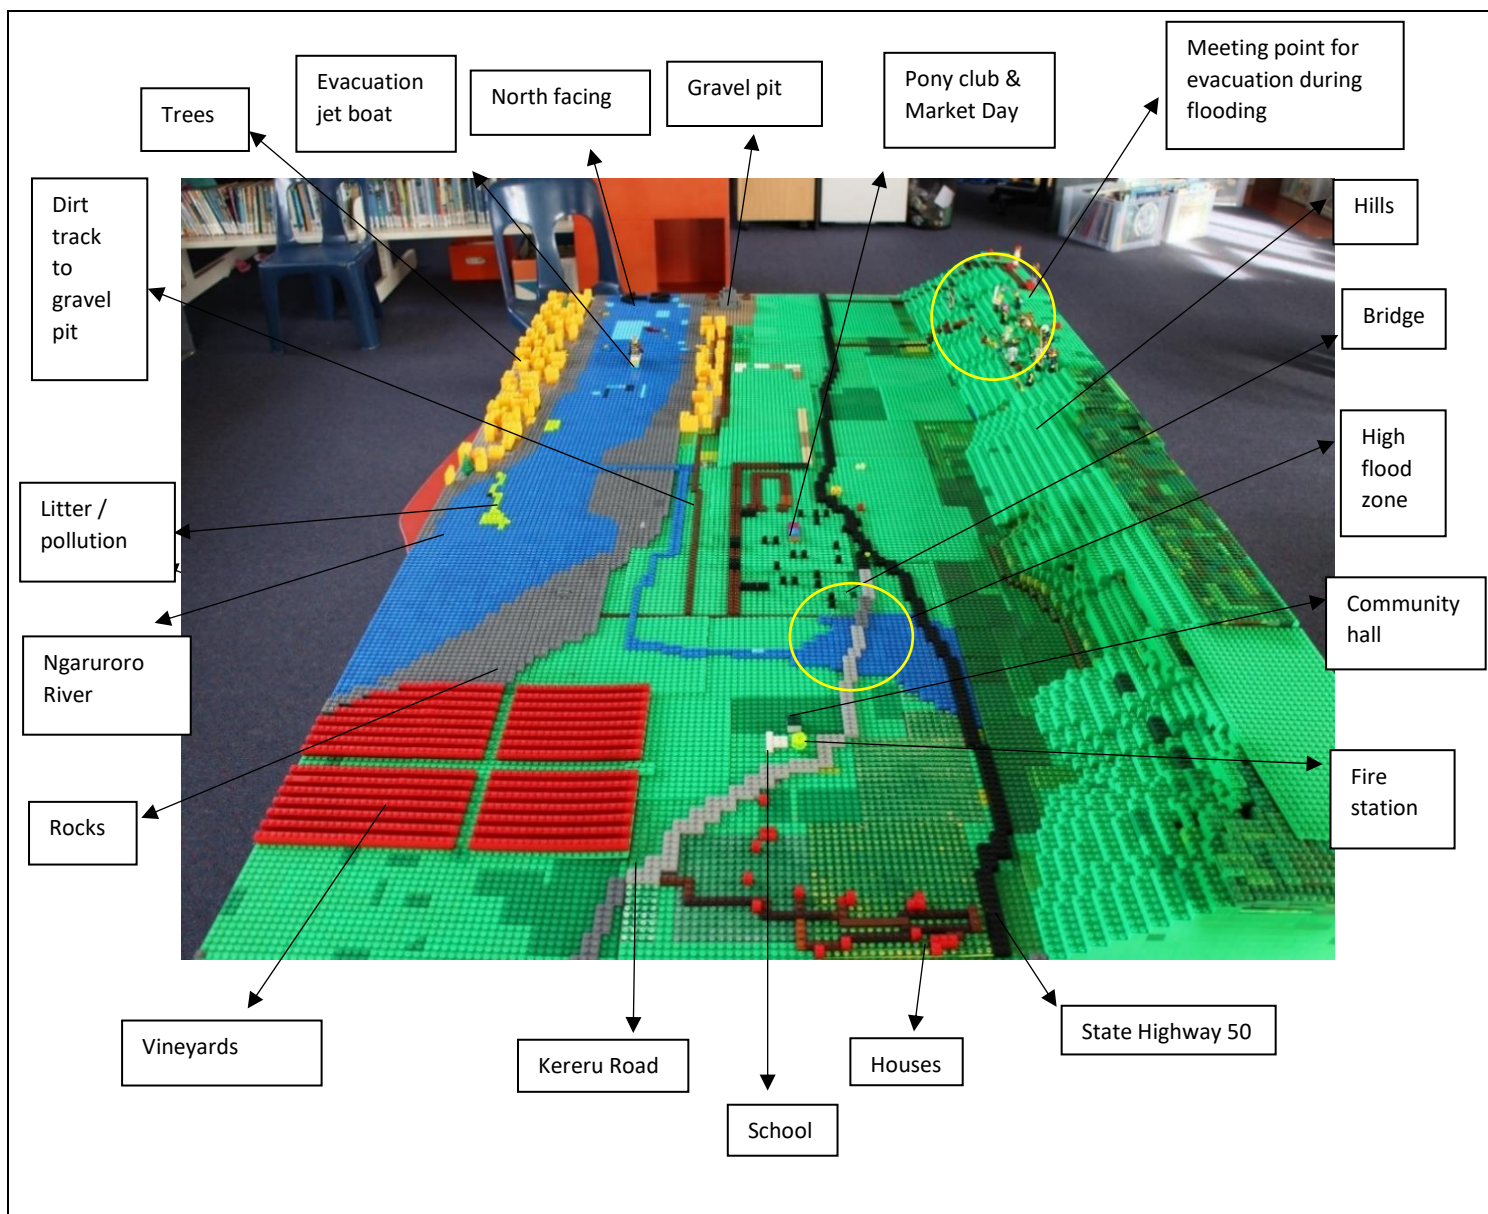 Meeting point for
evacuation during
flooding
Evacuation
jet boat
North facing
Gravel pit
Pony club &
Market Day
Trees
Dirt
track
to
gravel
pit
Hills
Bridge
High
flood
zone
Litter /
pollution
Community
hall
Ngaruroro
River
Fire
station
Rocks
Vineyards
Kereru Road
Houses
State Highway 50
School